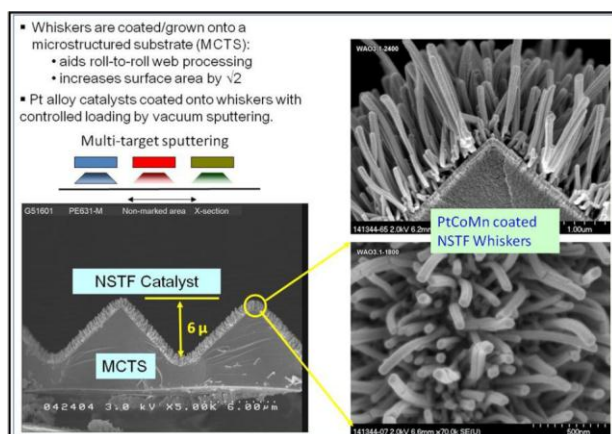 ▪ Whiskers are coated/grown onto a
microstructured substrate (MCTS):
• aids roll-to-roll web processing
• increases surface area by √2
▪ Pt alloy catalysts coated onto whiskers with
controlled loading by vacuum sputtering.
Multi-target sputtering
G51601 PE631-M Non-marked area X-section
NSTF Catalyst
6 µ
MCTS
042404 3.0 kV X5.00K 6.00µm
WAO3.1-2400
141344-65 2.0kV 6.2mm
1.00um
PtCoMn coated
NSTF Whiskers
WAO3.1-1800
141344-07 2.0kV 6.6mm x70.0k SE(U)
500nm